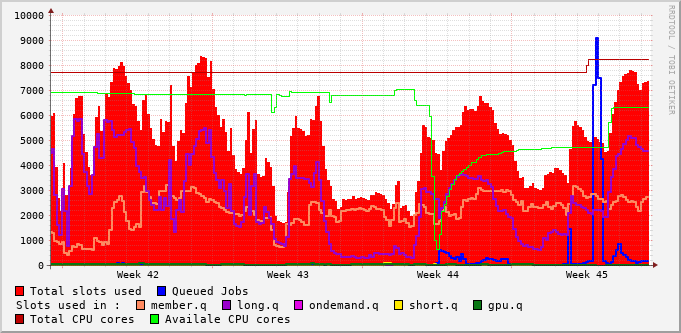 RRDTOOL / TOBI OETIKER
10000
9000
8000
7000
6000
5000
4000
3000
2000
1000
0
Week 42 Week 43 Week 44 Week 45
Total slots used Queued Jobs
Slots used in : member.q long.q ondemand.q short.q gpu.q
Total CPU cores Availale CPU cores